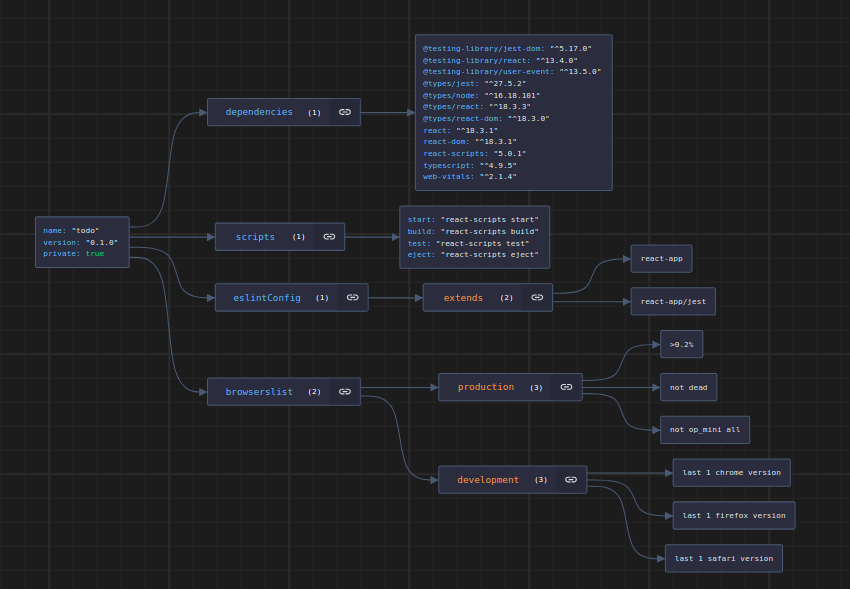 name: "todo"
version: "0.1.0"
private: true
dependencies (1)
@testing-library/jest-dom: "^5.17.0"
@testing-library/react: "^13.4.0"
@testing-library/user-event: "^13.5.0"
@types/jest: "^27.5.2"
@types/node: "^16.18.101"
@types/react: "^18.3.3"
@types/react-dom: "^18.3.0"
react: "^18.3.1"
react-dom: "^18.3.1"
react-scripts: "5.0.1"
typescript: "^4.9.5"
web-vitals: "^2.1.4"
scripts (1)
start: "react-scripts start"
build: "react-scripts build"
test: "react-scripts test"
eject: "react-scripts eject"
eslintConfig (1)
extends (2)
react-app
react-app/jest
browserslist (2)
production (3)
>0.2%
not dead
not op_mini all
development (3)
last 1 chrome version
last 1 firefox version
last 1 safari version